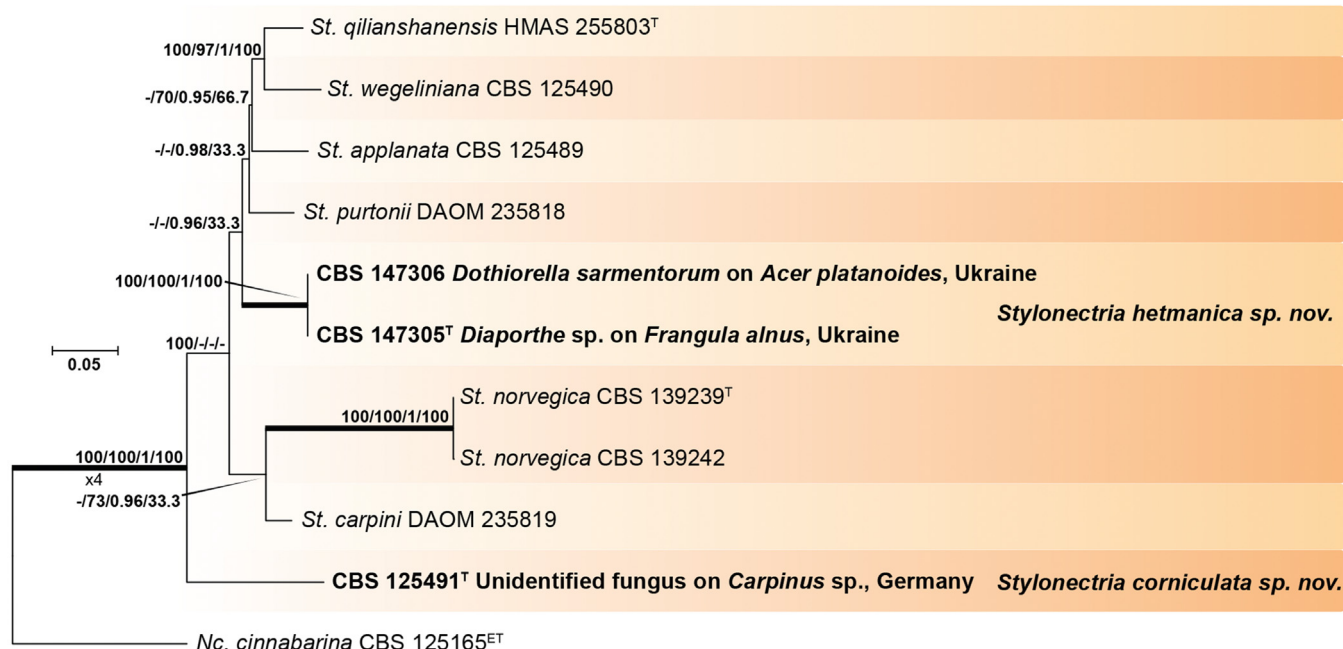 St. qilianshanensis HMAS 255803ᵀ
100/97/1/100
St. wegeliniana CBS 125490
-/70/0.95/66.7
St. applanata CBS 125489
-/-/0.98/33.3
St. purtonii DAOM 235818
-/-/0.96/33.3
CBS 147306 Dothiorella sarmentorum on Acer platanoides, Ukraine
100/100/1/100
Stylonectria hetmanica sp. nov.
CBS 147305ᵀ Diaporthe sp. on Frangula alnus, Ukraine
100/-/-/-
0.05
St. norvegica CBS 139239ᵀ
100/100/1/100
St. norvegica CBS 139242
100/100/1/100
x4
-/73/0.96/33.3
St. carpini DAOM 235819
CBS 125491ᵀ Unidentified fungus on Carpinus sp., Germany
Stylonectria corniculata sp. nov.
Nc. cinnabarina CBS 125165ᴱᵀ